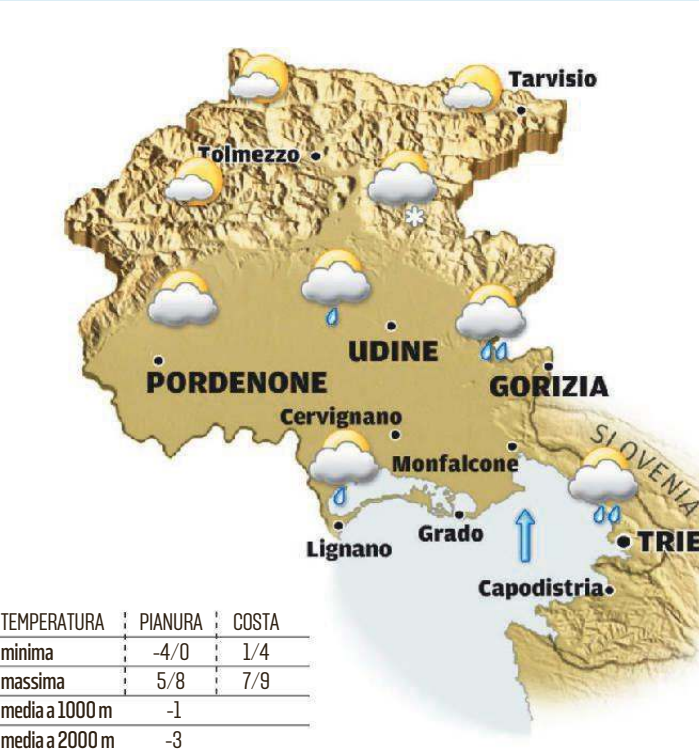 Tarvisio
Tolmezzo
UDINE
PORDENONE
GORIZIA
Cervignano
SLOVENIA
Monfalcone
Grado
TRIE
Lignano
Capodistria
TEMPERATURA PIANURA COSTA
minima -4/0 1/4
massima 5/8 7/9
media a 1000 m -1
media a 2000 m -3